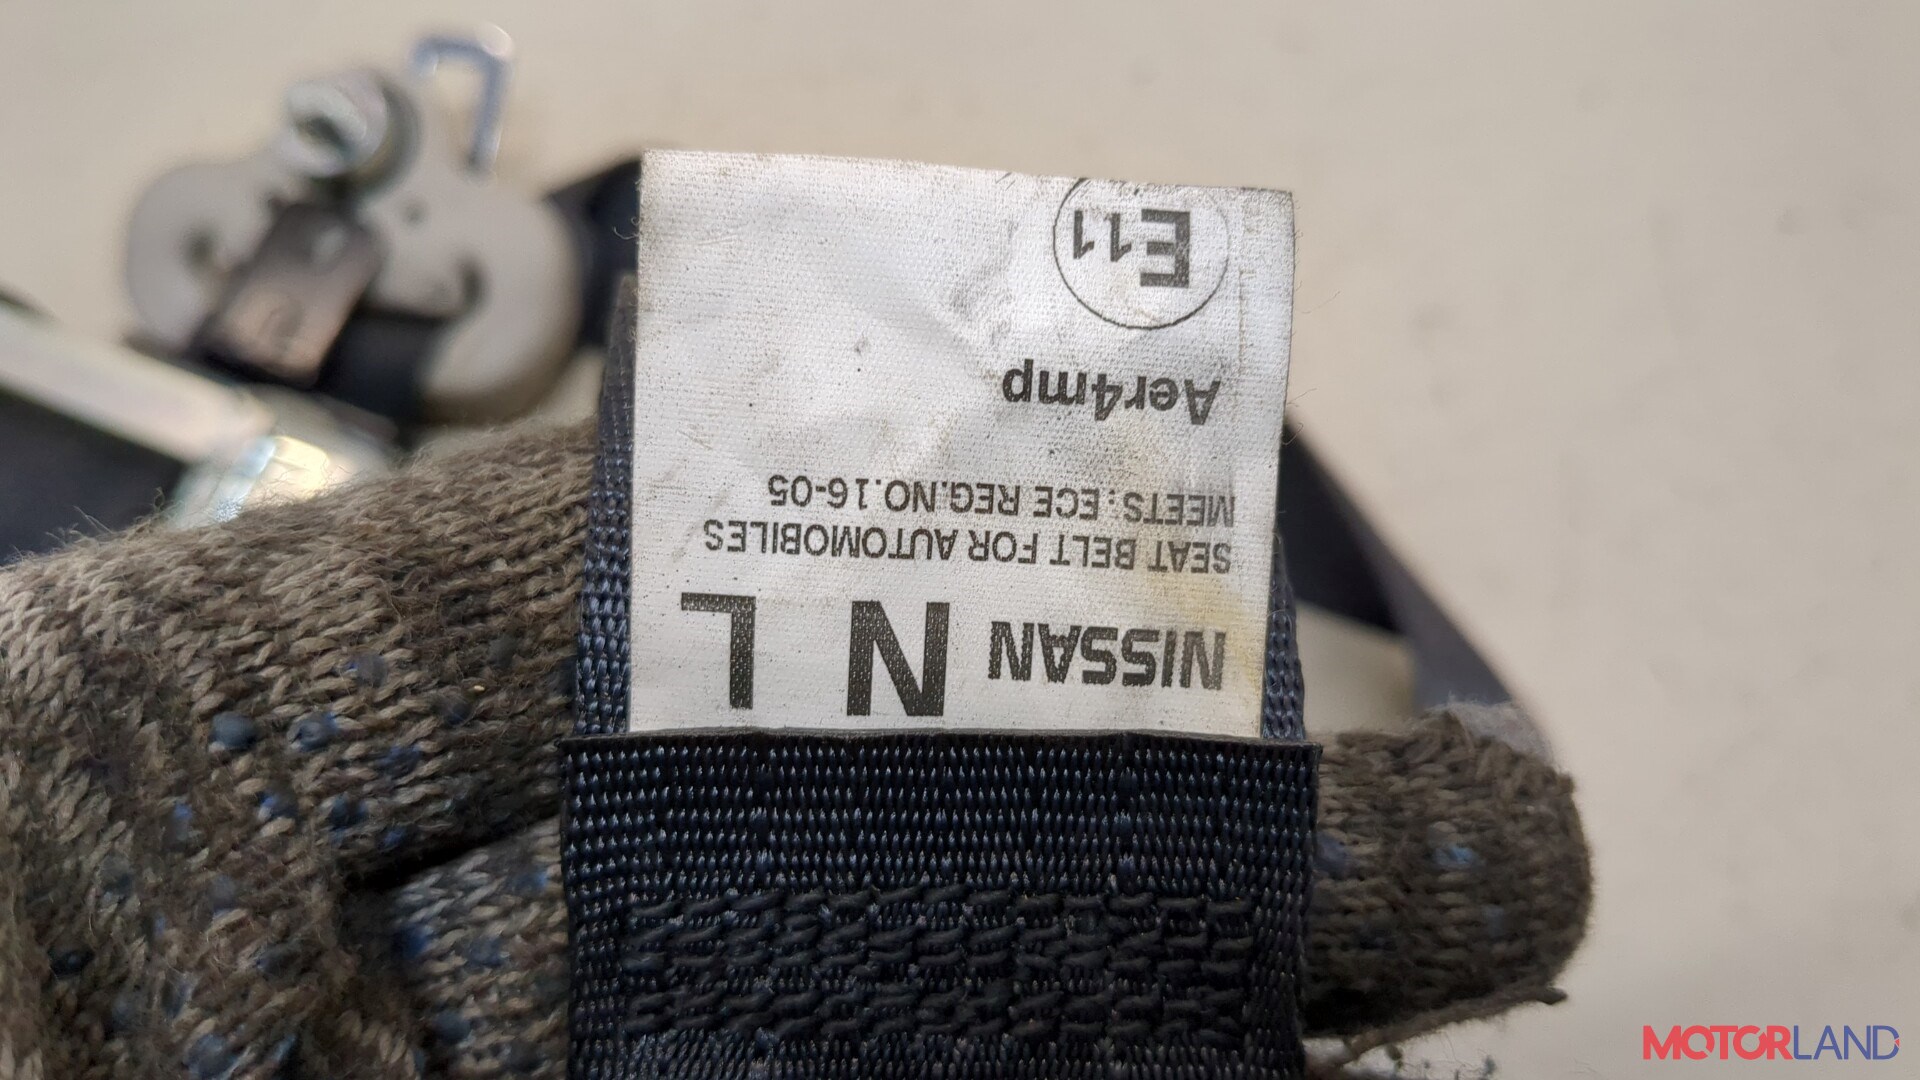 NISSAN N L
SEAT BELT FOR AUTOMOBILES
MEETS:ECE REG.NO.16-05
Aer4mp
E11
MOTORLAND